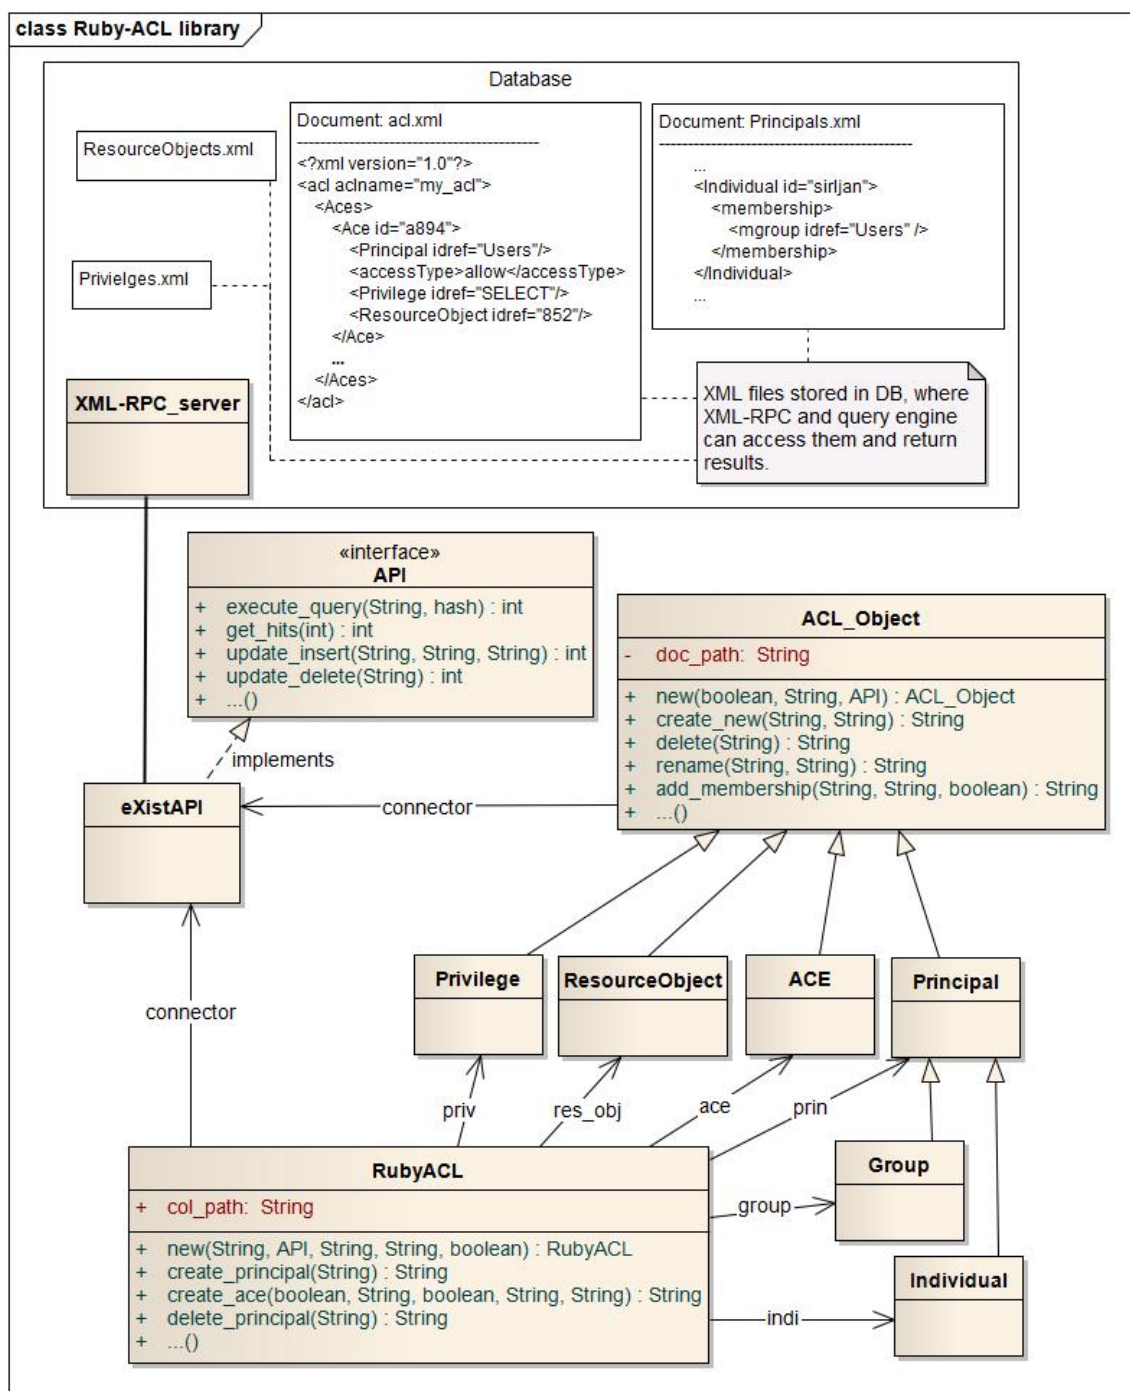 class Ruby-ACL library
Database
ResourceObjects.xml
Document: acl.xml
----------------------------------------
<?xml version="1.0"?>
<acl aclname="my_acl">
<Aces>
<Ace id="a894">
<Principal idref="Users"/>
<accessType>allow</accessType>
<Privilege idref="SELECT"/>
<ResourceObject idref="852"/>
</Ace>
...
</Aces>
</acl>
Document: Principals.xml
------------------------------------------
...
<Individual id="sirljan">
<membership>
<mgroup idref="Users" />
</membership>
</Individual>
...
Privielges.xml
XML-RPC_server
XML files stored in DB, where
XML-RPC and query engine
can access them and return
results.
«interface»
API
+ execute_query(String, hash) : int
+ get_hits(int) : int
+ update_insert(String, String, String) : int
+ update_delete(String) : int
+ ...()
ACL_Object
- doc_path: String
+ new(boolean, String, API) : ACL_Object
+ create_new(String, String) : String
+ delete(String) : String
+ rename(String, String) : String
+ add_membership(String, String, boolean) : String
+ ...()
implements
eXistAPI
connector
Privilege
ResourceObject
ACE
Principal
connector
priv
res_obj
ace
prin
RubyACL
+ col_path: String
+ new(String, API, String, String, boolean) : RubyACL
+ create_principal(String) : String
+ create_ace(boolean, String, boolean, String, String) : String
+ delete_principal(String) : String
+ ...()
group
Group
indi
Individual